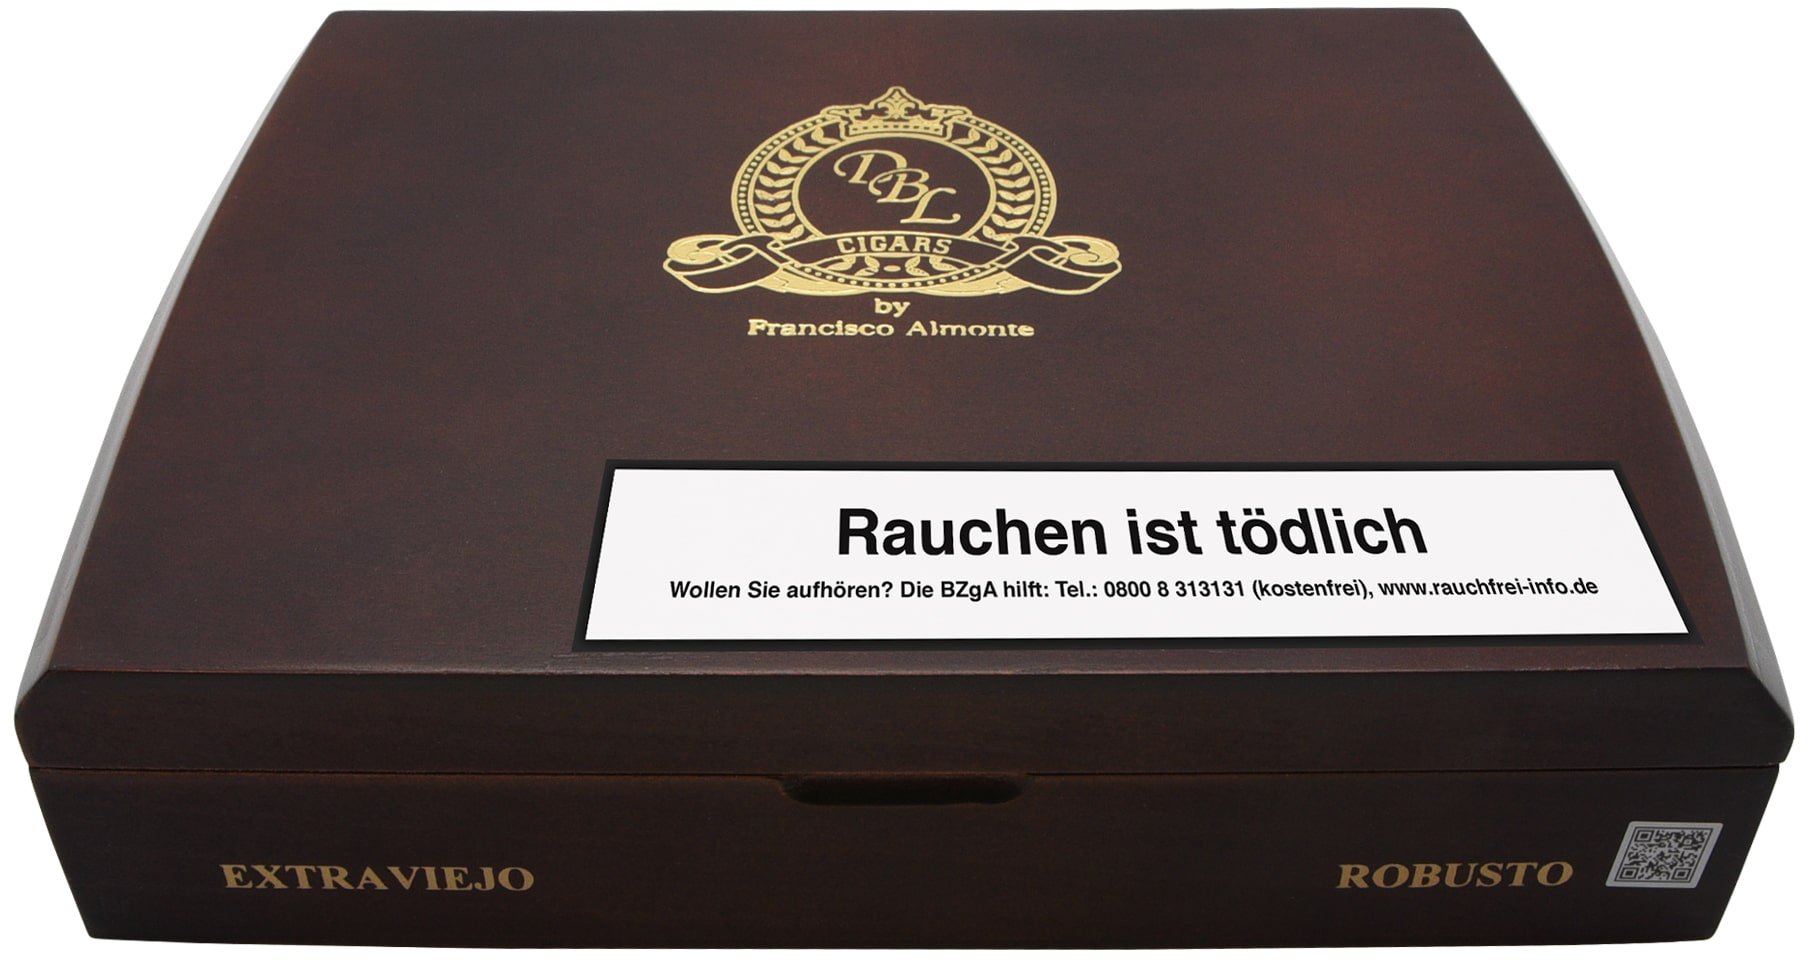 DBL
CIGARS
by
Francisco Almonte
Rauchen ist tödlich
Wollen Sie aufhören? Die BZgA hilft: Tel.: 0800 8 313131 (kostenfrei), www.rauchfrei-info.de
EXTRAVIEJO
ROBUSTO